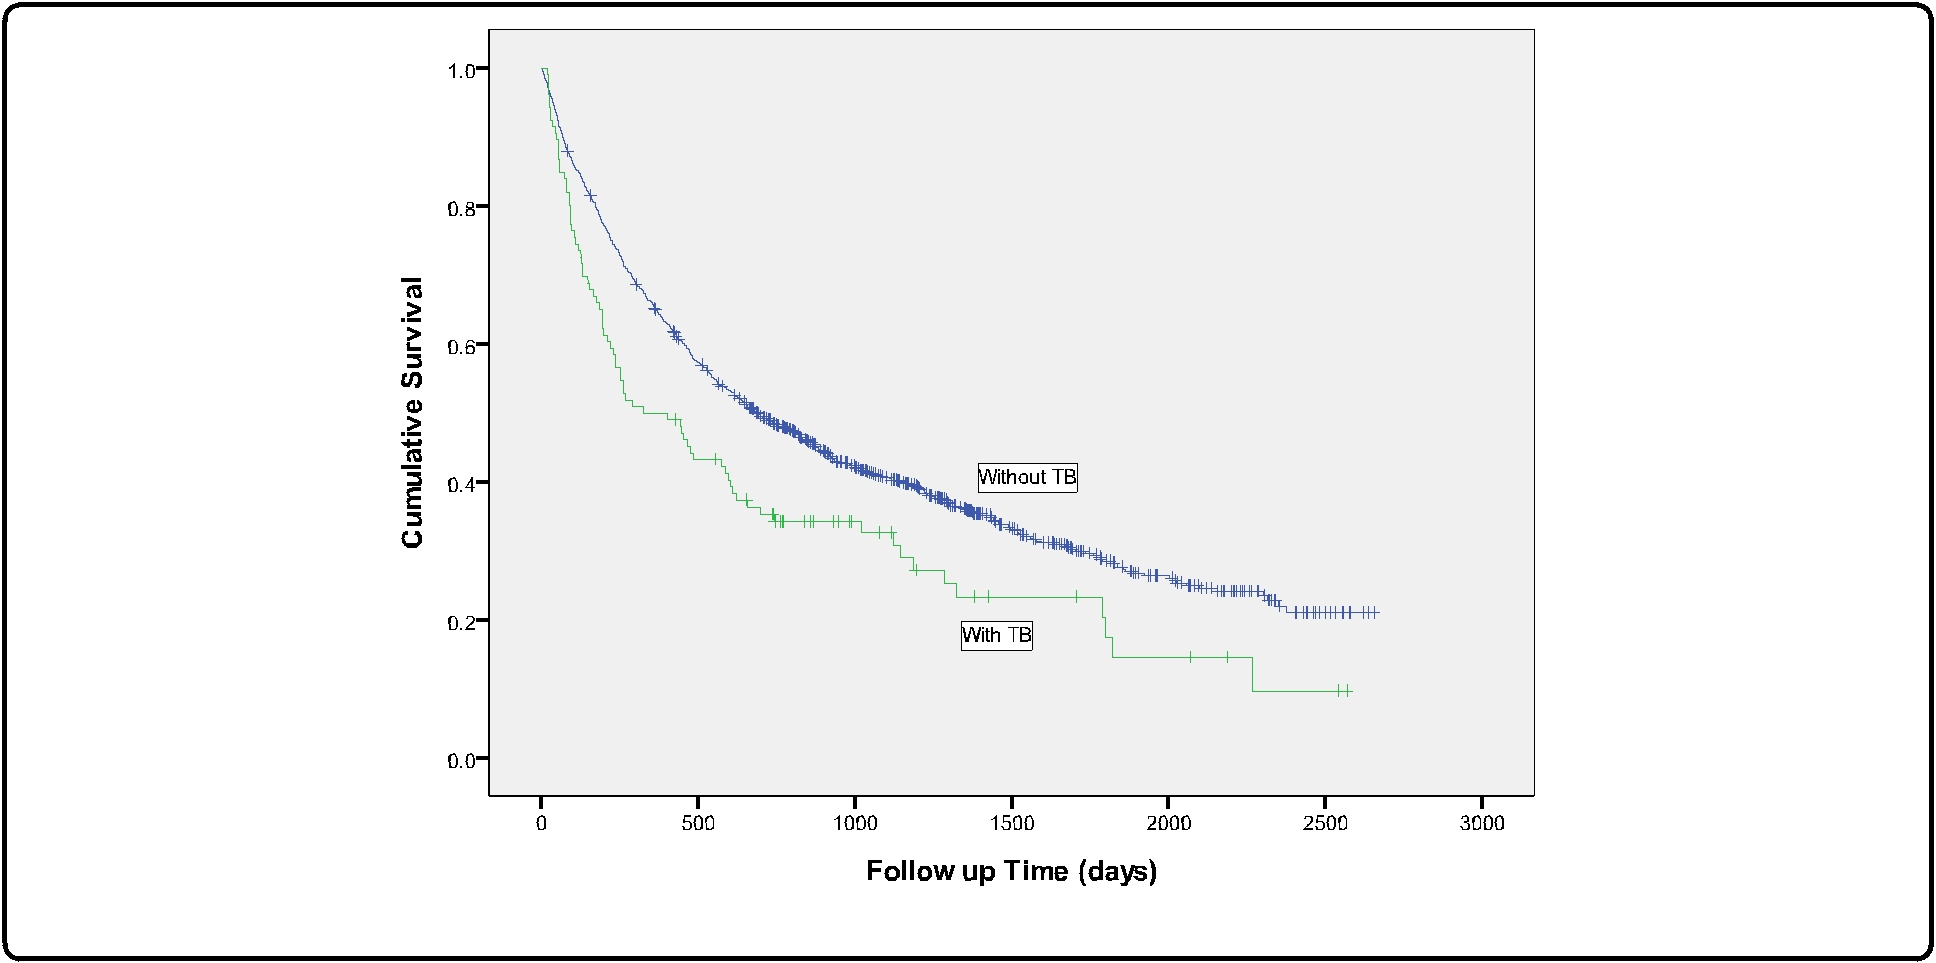 1.0
0.8
0.6
0.4
0.2
0.0
Cumulative Survival
Without TB
With TB
0 500 1000 1500 2000 2500 3000
Follow up Time (days)